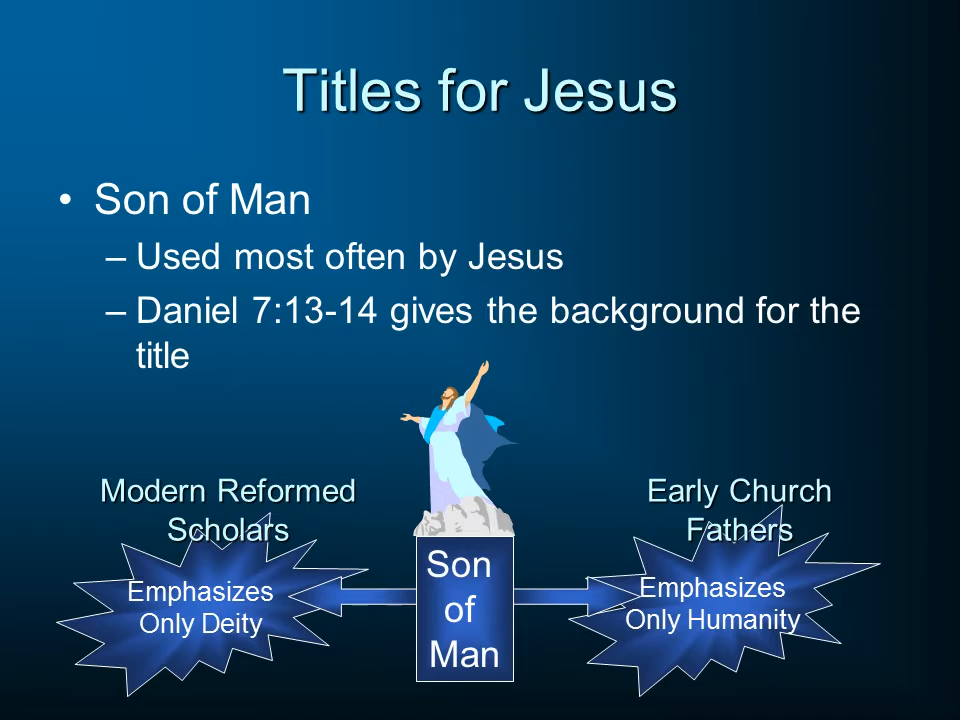 Titles for Jesus
• Son of Man
– Used most often by Jesus
– Daniel 7:13-14 gives the background for the
title
Modern Reformed
Scholars
Early Church
Fathers
Emphasizes
Only Deity
Son
of
Man
Emphasizes
Only Humanity